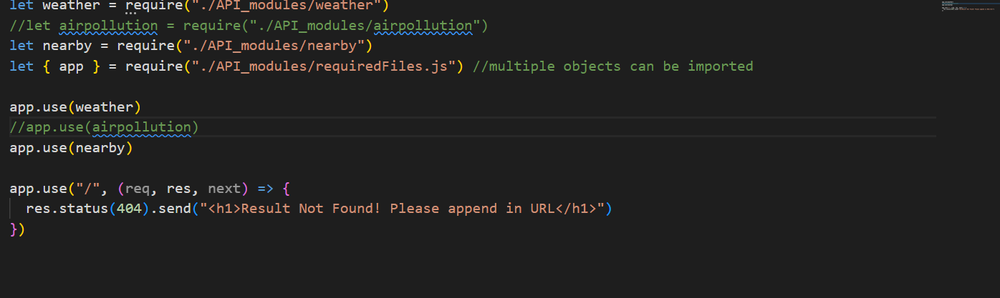 let weather = require("./API_modules/weather")
//let airpollution = require("./API_modules/airpollution")
let nearby = require("./API_modules/nearby")
let { app } = require("./API_modules/requiredFiles.js") //multiple objects can be imported
app.use(weather)
//app.use(airpollution)
app.use(nearby)
app.use("/", (req, res, next) => {
  res.status(404).send("<h1>Result Not Found! Please append in URL</h1>")
})